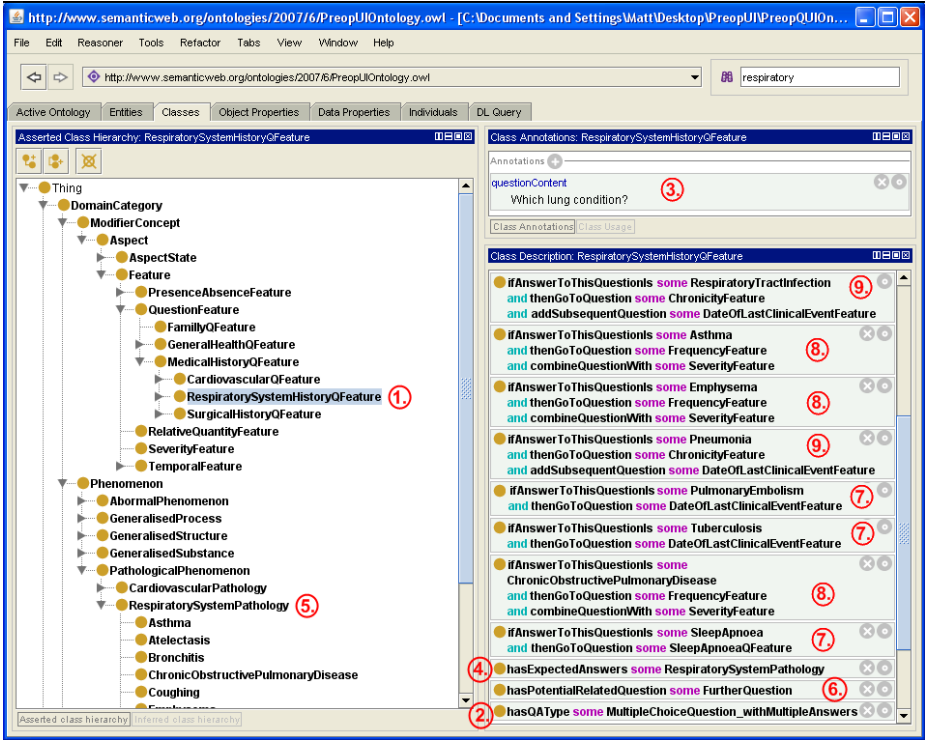 http://www.semanticweb.org/ontologies/2007/6/PreopUIOntology.owl - [C:\Documents and Settings\Matt\Desktop\PreopUI\PreopQUIOn...
File Edit Reasoner Tools Refactor Tabs View Window Help
http://www.semanticweb.org/ontologies/2007/6/PreopUIOntology.owl
respiratory
Active Ontology Entities Classes Object Properties Data Properties Individuals DL Query
Asserted Class Hierarchy: RespiratorySystemHistoryQFeature
Thing
DomainCategory
ModifierConcept
Aspect
AspectState
Feature
PresenceAbsenceFeature
QuestionFeature
FamillyQFeature
GeneralHealthQFeature
MedicalHistoryQFeature
CardiovascularQFeature
RespiratorySystemHistoryQFeature 1.
SurgicalHistoryQFeature
RelativeQuantityFeature
SeverityFeature
TemporalFeature
Phenomenon
AbormalPhenomenon
GeneralisedProcess
GeneralisedStructure
GeneralisedSubstance
PathologicalPhenomenon
CardiovascularPathology
RespiratorySystemPathology 5.
Asthma
Atelectasis
Bronchitis
ChronicObstructivePulmonaryDisease
Coughing
Emphysema
Asserted class hierarchy Inferred class hierarchy
Class Annotations: RespiratorySystemHistoryQFeature
Annotations
questionContent
Which lung condition? 3.
Class Annotations Class Usage
Class Description: RespiratorySystemHistoryQFeature
ifAnswerToThisQuestionIs some RespiratoryTractInfection 9.
and thenGoToQuestion some ChronicityFeature
and addSubsequentQuestion some DateOfLastClinicalEventFeature
ifAnswerToThisQuestionIs some Asthma
and thenGoToQuestion some FrequencyFeature 8.
and combineQuestionWith some SeverityFeature
ifAnswerToThisQuestionIs some Emphysema
and thenGoToQuestion some FrequencyFeature 8.
and combineQuestionWith some SeverityFeature
ifAnswerToThisQuestionIs some Pneumonia 9.
and thenGoToQuestion some ChronicityFeature
and addSubsequentQuestion some DateOfLastClinicalEventFeature
ifAnswerToThisQuestionIs some PulmonaryEmbolism 7.
and thenGoToQuestion some DateOfLastClinicalEventFeature
ifAnswerToThisQuestionIs some Tuberculosis 7.
and thenGoToQuestion some DateOfLastClinicalEventFeature
ifAnswerToThisQuestionIs some
ChronicObstructivePulmonaryDisease
and thenGoToQuestion some FrequencyFeature 8.
and combineQuestionWith some SeverityFeature
ifAnswerToThisQuestionIs some SleepApnoea 7.
and thenGoToQuestion some SleepApnoeaQFeature
4. hasExpectedAnswers some RespiratorySystemPathology
hasPotentialRelatedQuestion some FurtherQuestion 6.
2. hasQAType some MultipleChoiceQuestion_withMultipleAnswers